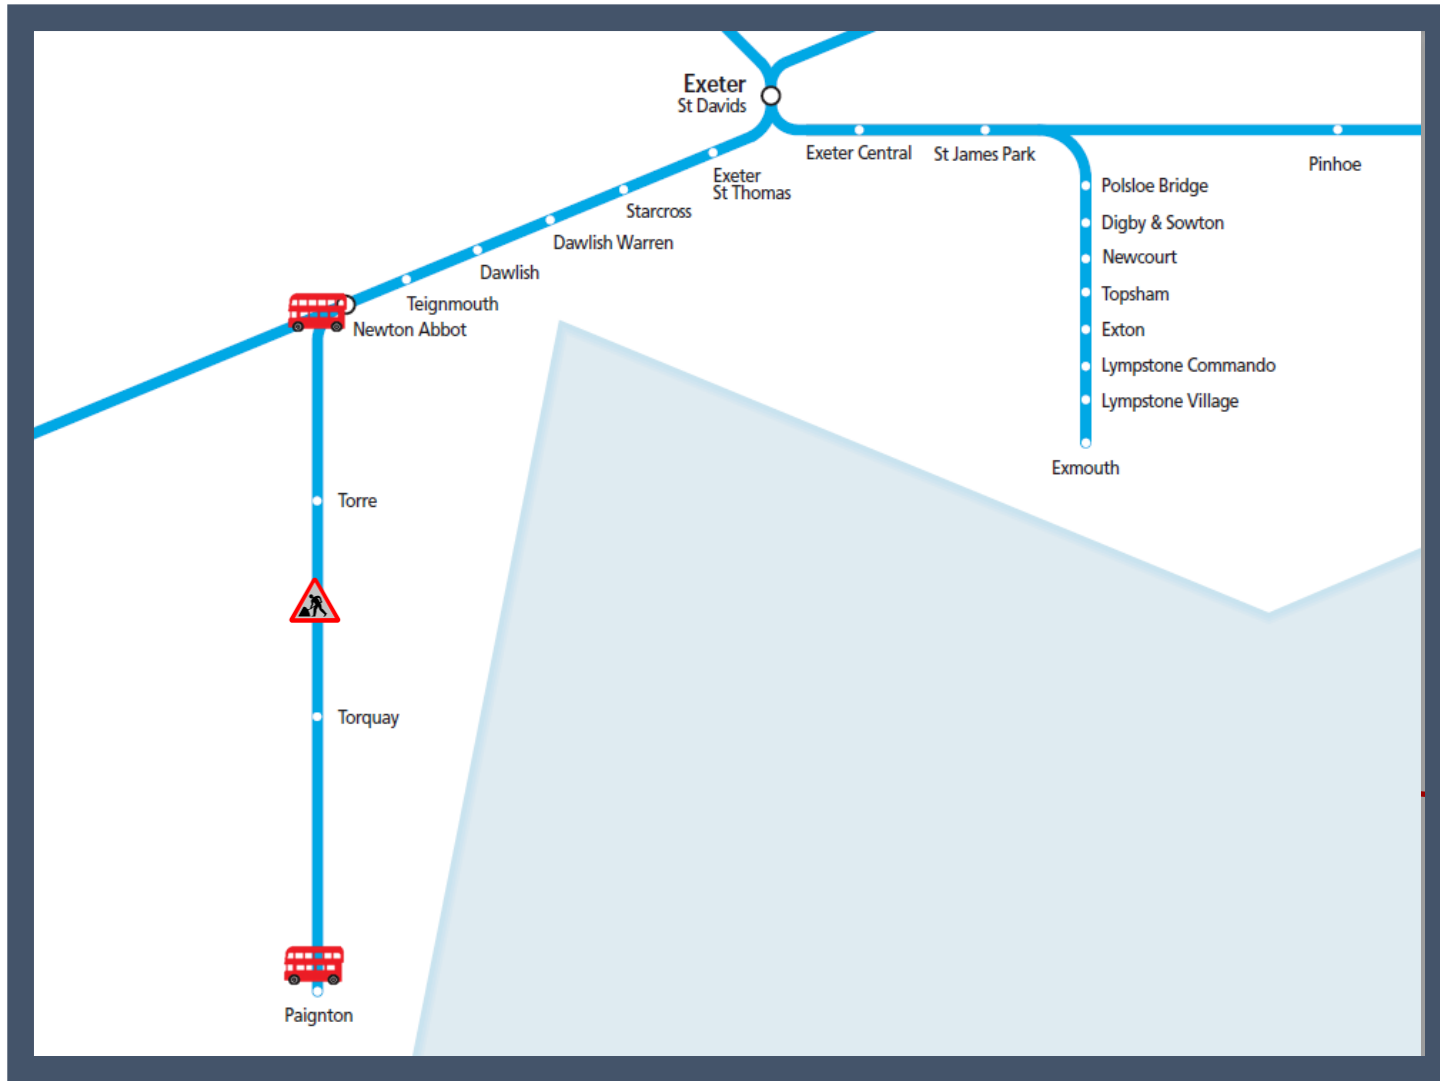 Exeter
St Davids
Exeter Central
St James Park
Pinhoe
Exeter
St Thomas
Starcross
Dawlish Warren
Dawlish
Teignmouth
Newton Abbot
Polsloe Bridge
Digby & Sowton
Newcourt
Topsham
Exton
Lympstone Commando
Lympstone Village
Exmouth
Torre
Torquay
Paignton